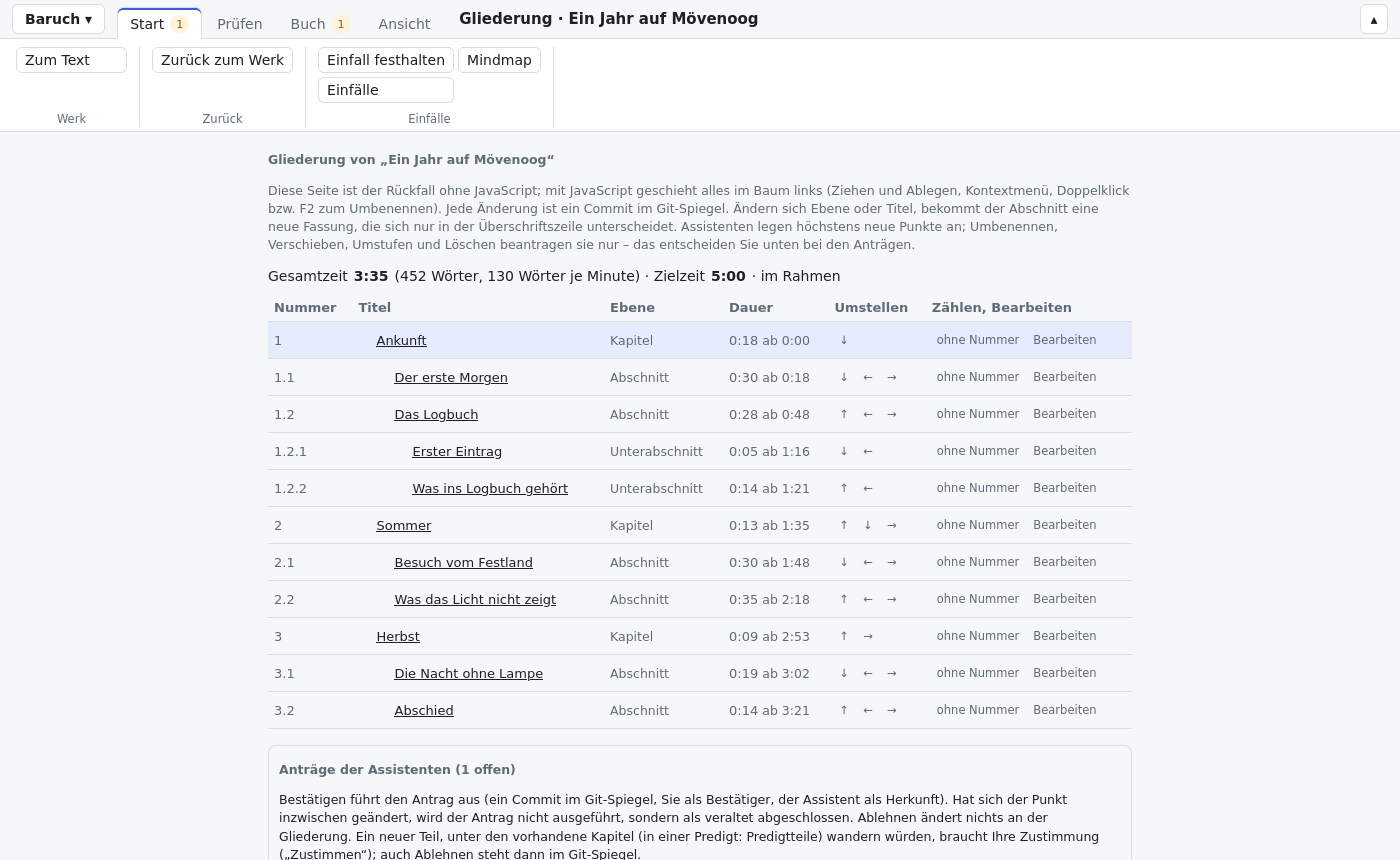 Baruch ▾ Start 1 Prüfen Buch 1 Ansicht Gliederung · Ein Jahr auf Mövenoog ▴
Zum Text Zurück zum Werk Einfall festhalten Mindmap
Einfälle
Werk Zurück Einfälle
Gliederung von „Ein Jahr auf Mövenoog“
Diese Seite ist der Rückfall ohne JavaScript; mit JavaScript geschieht alles im Baum links (Ziehen und Ablegen, Kontextmenü, Doppelklick
bzw. F2 zum Umbenennen). Jede Änderung ist ein Commit im Git-Spiegel. Ändern sich Ebene oder Titel, bekommt der Abschnitt eine
neue Fassung, die sich nur in der Überschriftszeile unterscheidet. Assistenten legen höchstens neue Punkte an; Umbenennen,
Verschieben, Umstufen und Löschen beantragen sie nur – das entscheiden Sie unten bei den Anträgen.
Gesamtzeit 3:35 (452 Wörter, 130 Wörter je Minute) · Zielzeit 5:00 · im Rahmen
Nummer Titel Ebene Dauer Umstellen Zählen, Bearbeiten
1 Ankunft Kapitel 0:18 ab 0:00 ↓ ohne Nummer Bearbeiten
1.1 Der erste Morgen Abschnitt 0:30 ab 0:18 ↓ ← → ohne Nummer Bearbeiten
1.2 Das Logbuch Abschnitt 0:28 ab 0:48 ↑ ← → ohne Nummer Bearbeiten
1.2.1 Erster Eintrag Unterabschnitt 0:05 ab 1:16 ↓ ← ohne Nummer Bearbeiten
1.2.2 Was ins Logbuch gehört Unterabschnitt 0:14 ab 1:21 ↑ ← ohne Nummer Bearbeiten
2 Sommer Kapitel 0:13 ab 1:35 ↑ ↓ → ohne Nummer Bearbeiten
2.1 Besuch vom Festland Abschnitt 0:30 ab 1:48 ↓ ← → ohne Nummer Bearbeiten
2.2 Was das Licht nicht zeigt Abschnitt 0:35 ab 2:18 ↑ ← → ohne Nummer Bearbeiten
3 Herbst Kapitel 0:09 ab 2:53 ↑ → ohne Nummer Bearbeiten
3.1 Die Nacht ohne Lampe Abschnitt 0:19 ab 3:02 ↓ ← → ohne Nummer Bearbeiten
3.2 Abschied Abschnitt 0:14 ab 3:21 ↑ ← → ohne Nummer Bearbeiten
Anträge der Assistenten (1 offen)
Bestätigen führt den Antrag aus (ein Commit im Git-Spiegel, Sie als Bestätiger, der Assistent als Herkunft). Hat sich der Punkt
inzwischen geändert, wird der Antrag nicht ausgeführt, sondern als veraltet abgeschlossen. Ablehnen ändert nichts an der
Gliederung. Ein neuer Teil, unter den vorhandene Kapitel (in einer Predigt: Predigtteile) wandern würden, braucht Ihre Zustimmung
(„Zustimmen“); auch Ablehnen steht dann im Git-Spiegel.